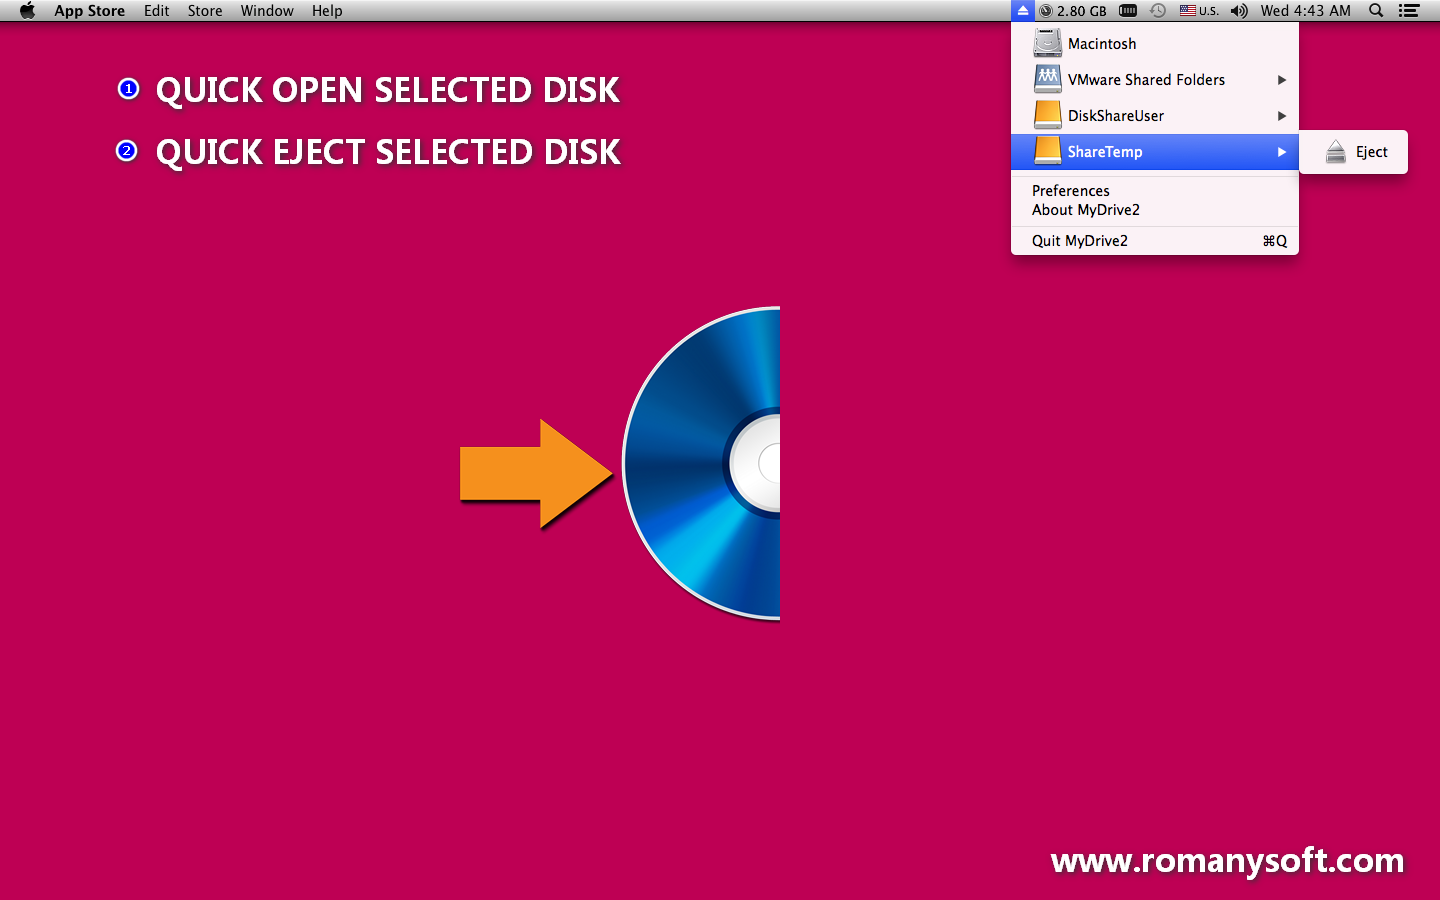 App Store Edit Store Window Help 2.80 GB U.S. Wed 4:43 AM
① QUICK OPEN SELECTED DISK
② QUICK EJECT SELECTED DISK
Macintosh
VMware Shared Folders
DiskShareUser
ShareTemp
Eject
Preferences
About MyDrive2
Quit MyDrive2 ⌘Q
www.romanysoft.com